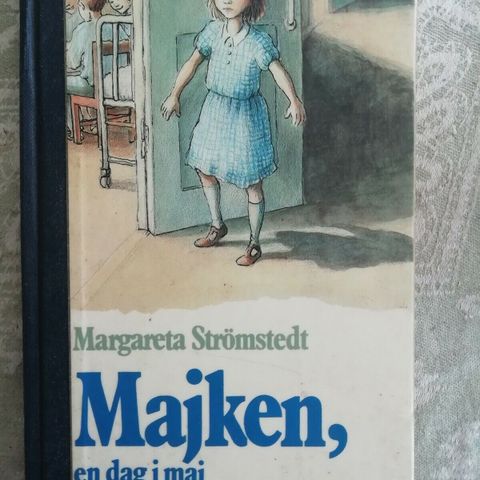 Margareta Strömstedt
Majken,
en dag i maj